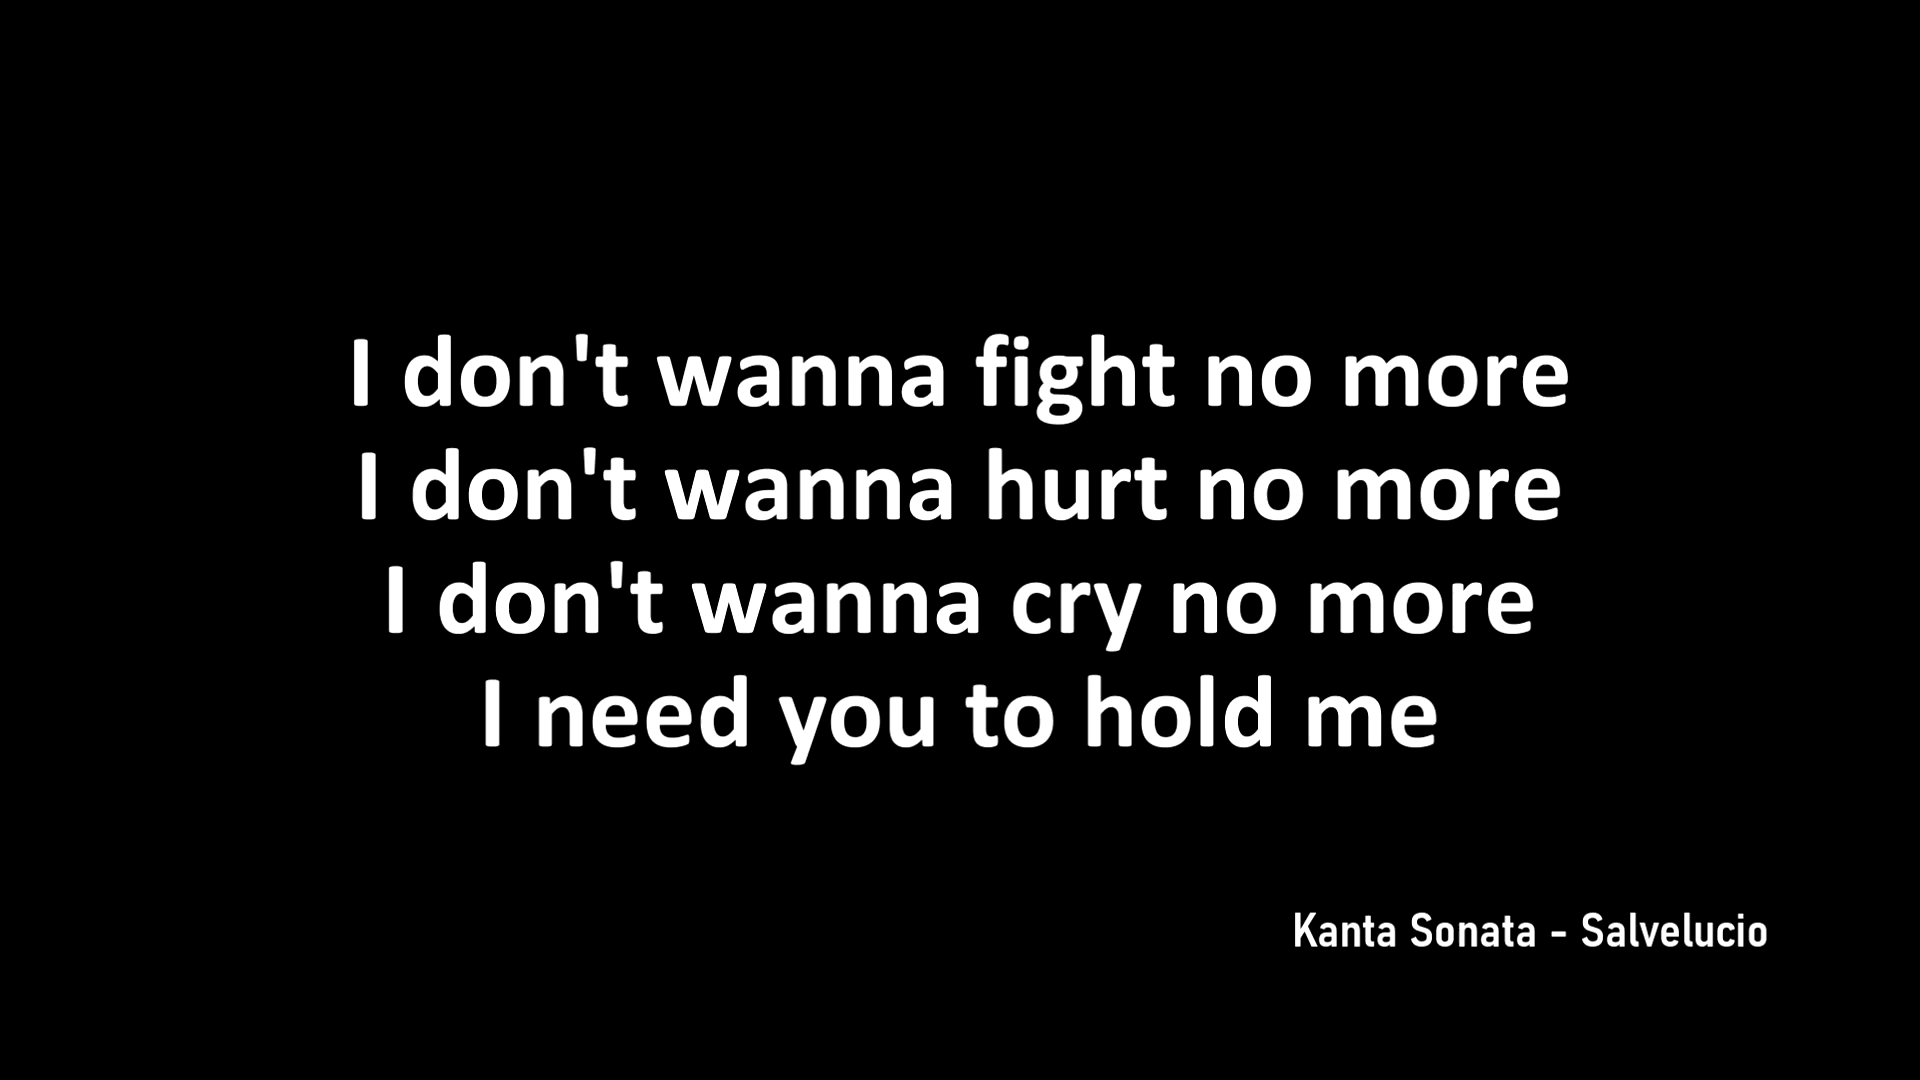 I don't wanna fight no more
I don't wanna hurt no more
I don't wanna cry no more
I need you to hold me
Kanta Sonata - Salvelucio